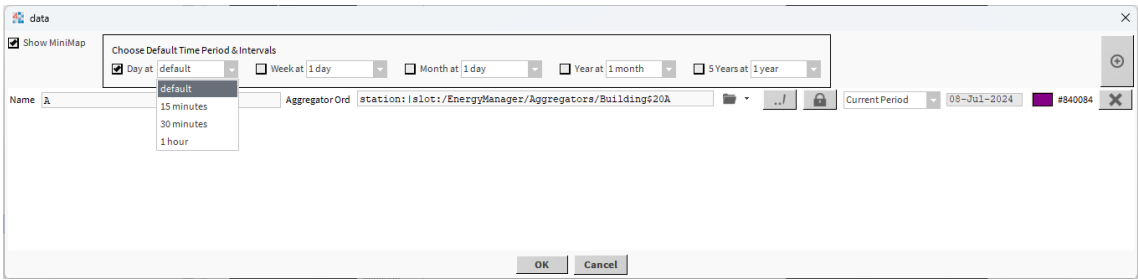 data
Show MiniMap
Choose Default Time Period & Intervals
Day at default Week at 1 day Month at 1 day Year at 1 month 5 Years at 1 year
default
15 minutes
30 minutes
1 hour
Name A Aggregator Ord station:|slot:/EnergyManager/Aggregators/Building$20A ../ Current Period 08-Jul-2024 #840084
OK Cancel